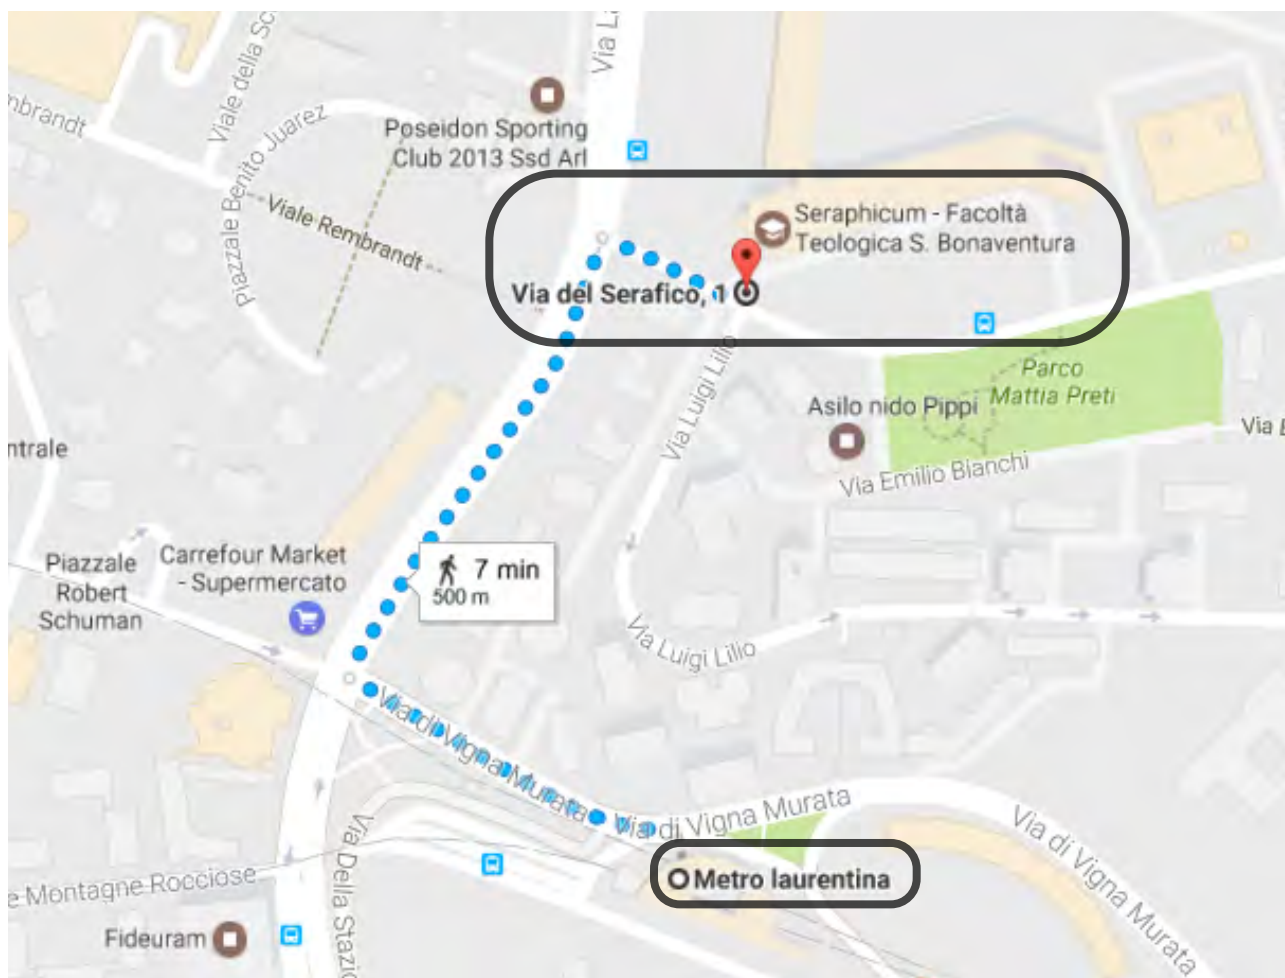 Via La
Viale della Sc
mbrandt
Piazzale Benito Juarez
Poseidon Sporting
Club 2013 Ssd Arl
Viale Rembrandt
Seraphicum - Facoltà
Teologica S. Bonaventura
Via del Serafico, 1
Via Luigi Lilio
Parco
Mattia Preti
Asilo nido Pippi
Via E
Via Emilio Bianchi
ntrale
Piazzale
Robert
Schuman
Carrefour Market
- Supermercato
7 min
500 m
Via Luigi Lilio
Via di Vigna Murata
Via di Vigna Murata
Via di Vigna Murata
Via Della Stazi
Metro laurentina
e Montagne Rocciose
Fideuram